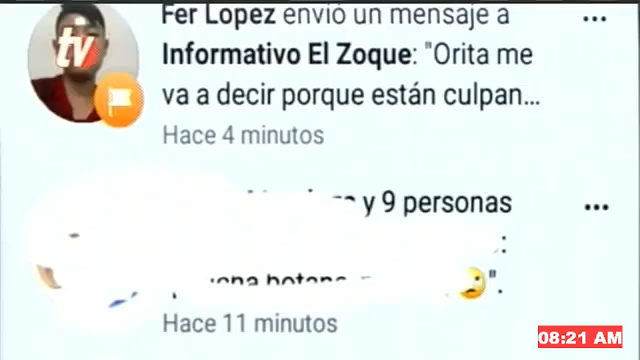 Fer Lopez envió un mensaje a
Informativo El Zoque: "Orita me
va a decir porque están culpan...
Hace 4 minutos
y 9 personas
Hace 11 minutos
tv
08:21 AM